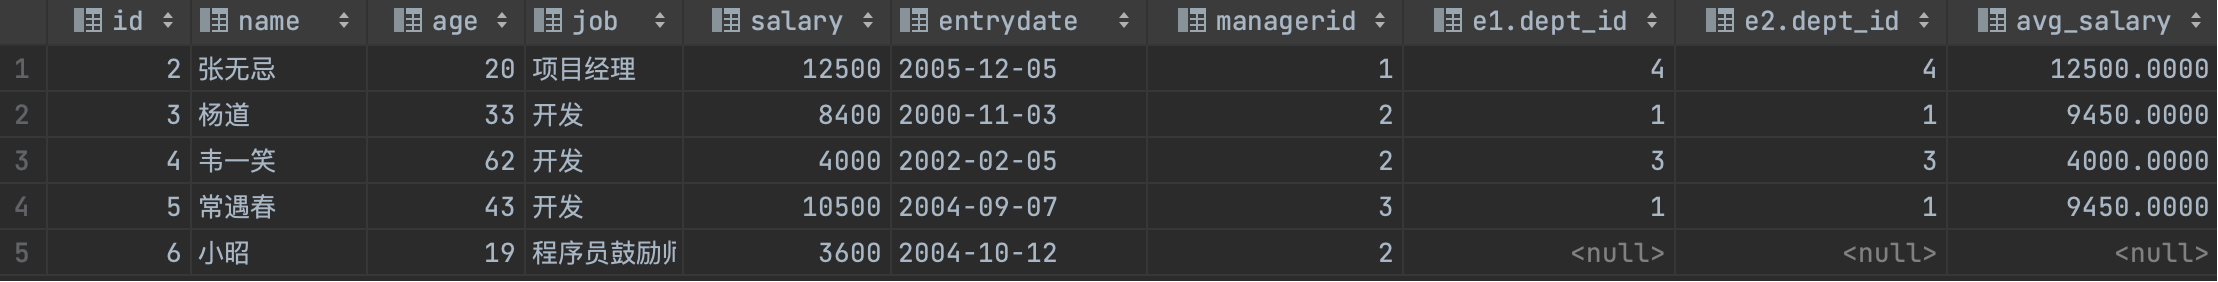 id name age job salary entrydate managerid e1.dept_id e2.dept_id avg_salary
1 2 张无忌 20 项目经理 12500 2005-12-05 1 4 4 12500.0000
2 3 杨道 33 开发 8400 2000-11-03 2 1 1 9450.0000
3 4 韦一笑 62 开发 4000 2002-02-05 2 3 3 4000.0000
4 5 常遇春 43 开发 10500 2004-09-07 3 1 1 9450.0000
5 6 小昭 19 程序员鼓励师 3600 2004-10-12 2 <null> <null> <null>